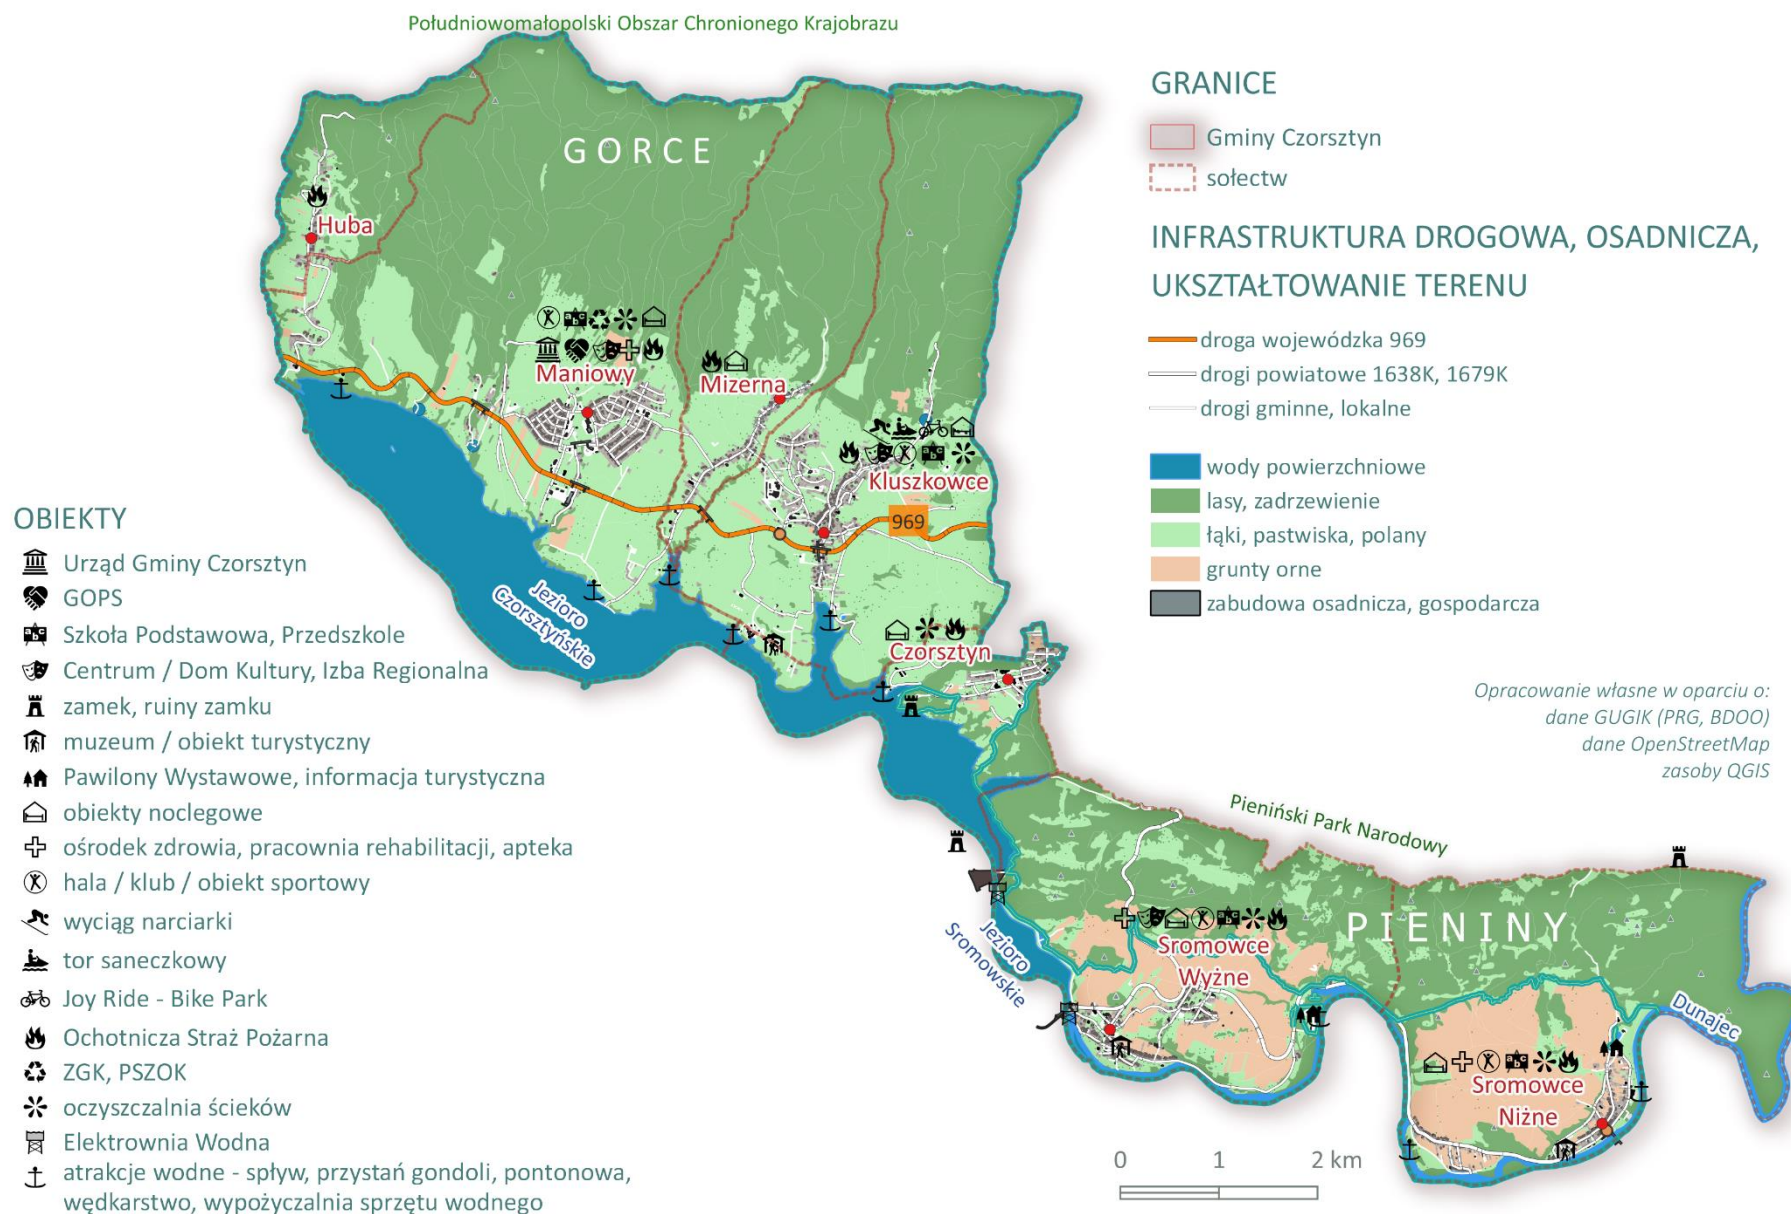 Południowomałopolski Obszar Chronionego Krajobrazu
GORCE
Huba
Maniowy
Mizerna
Kluszkowce
969
Jezioro
Czorsztyńskie
Czorsztyn
Pieniński Park Narodowy
PIENINY
Jezioro
Sromowskie
Sromowce
Wyżne
Dunajec
Sromowce
Niżne
0 1 2 km
GRANICE
Gminy Czorsztyn
sołectw
INFRASTRUKTURA DROGOWA, OSADNICZA,
UKSZTAŁTOWANIE TERENU
droga wojewódzka 969
drogi powiatowe 1638K, 1679K
drogi gminne, lokalne
wody powierzchniowe
lasy, zadrzewienie
łąki, pastwiska, polany
grunty orne
zabudowa osadnicza, gospodarcza
Opracowanie własne w oparciu o:
dane GUGIK (PRG, BDOO)
dane OpenStreetMap
zasoby QGIS
OBIEKTY
Urząd Gminy Czorsztyn
GOPS
Szkoła Podstawowa, Przedszkole
Centrum / Dom Kultury, Izba Regionalna
zamek, ruiny zamku
muzeum / obiekt turystyczny
Pawilony Wystawowe, informacja turystyczna
obiekty noclegowe
ośrodek zdrowia, pracownia rehabilitacji, apteka
hala / klub / obiekt sportowy
wyciąg narciarki
tor saneczkowy
Joy Ride - Bike Park
Ochotnicza Straż Pożarna
ZGK, PSZOK
oczyszczalnia ścieków
Elektrownia Wodna
atrakcje wodne - spływ, przystań gondoli, pontonowa,
wędkarstwo, wypożyczalnia sprzętu wodnego